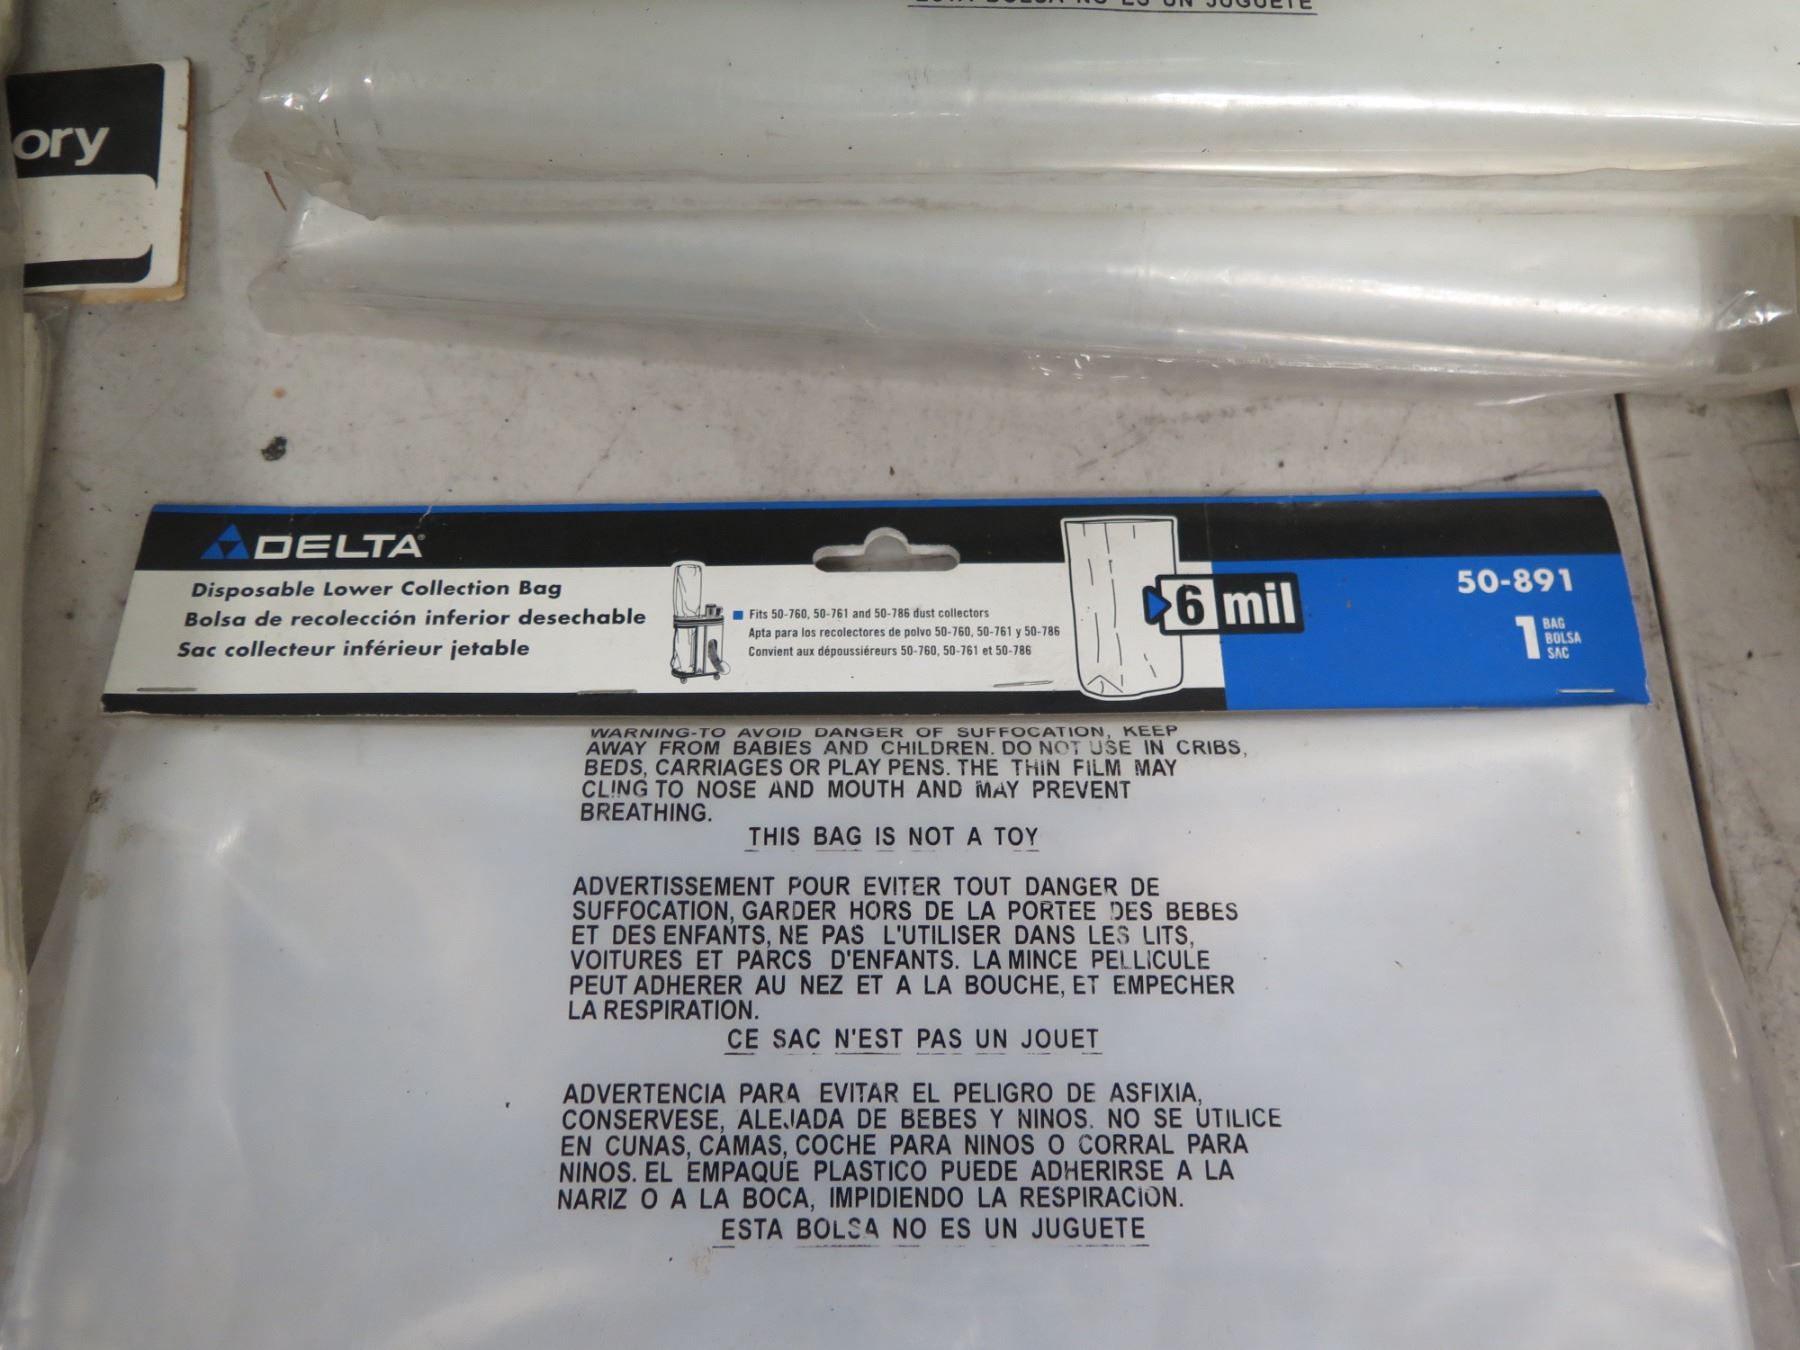 ESTA BOLSA NO ES UN JUGUETE
ory
DELTA
Disposable Lower Collection Bag
Bolsa de recolección inferior desechable
Sac collecteur inférieur jetable
Fits 50-760, 50-761 and 50-786 dust collectors
Apta para los recolectores de polvo 50-760, 50-761 y 50-786
Convient aux dépoussiéreurs 50-760, 50-761 et 50-786
6 mil
50-891
1
BAG
BOLSA
SAC
WARNING-TO AVOID DANGER OF SUFFOCATION, KEEP
AWAY FROM BABIES AND CHILDREN. DO NOT USE IN CRIBS,
BEDS, CARRIAGES OR PLAY PENS. THE THIN FILM MAY
CLING TO NOSE AND MOUTH AND MAY PREVENT
BREATHING.
THIS BAG IS NOT A TOY
ADVERTISSEMENT POUR EVITER TOUT DANGER DE
SUFFOCATION, GARDER HORS DE LA PORTEE DES BEBES
ET DES ENFANTS, NE PAS L'UTILISER DANS LES LITS,
VOITURES ET PARCS D'ENFANTS. LA MINCE PELLICULE
PEUT ADHERER AU NEZ ET A LA BOUCHE, ET EMPECHER
LA RESPIRATION.
CE SAC N'EST PAS UN JOUET
ADVERTENCIA PARA EVITAR EL PELIGRO DE ASFIXIA,
CONSERVESE, ALEJADA DE BEBES Y NINOS. NO SE UTILICE
EN CUNAS, CAMAS, COCHE PARA NINOS O CORRAL PARA
NINOS. EL EMPAQUE PLASTICO PUEDE ADHERIRSE A LA
NARIZ O A LA BOCA, IMPIDIENDO LA RESPIRACION.
ESTA BOLSA NO ES UN JUGUETE